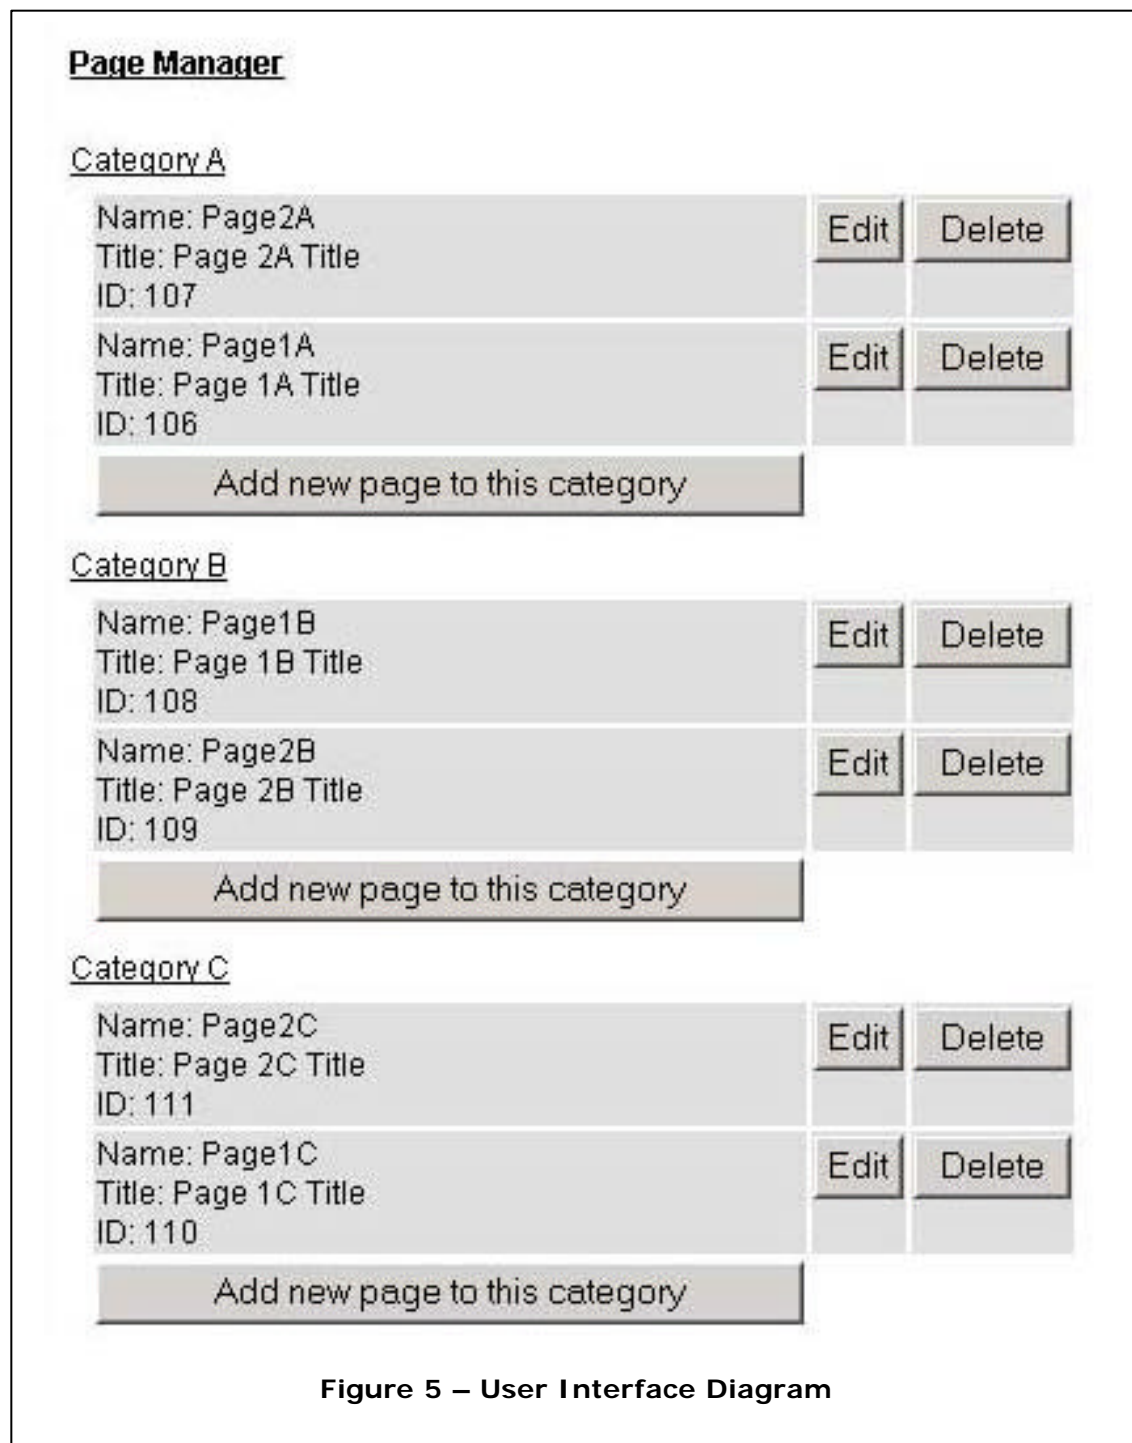 Page Manager
Category A
Name: Page2A
Title: Page 2A Title
ID: 107
Edit
Delete
Name: Page1A
Title: Page 1A Title
ID: 106
Edit
Delete
Add new page to this category
Category B
Name: Page1B
Title: Page 1B Title
ID: 108
Edit
Delete
Name: Page2B
Title: Page 2B Title
ID: 109
Edit
Delete
Add new page to this category
Category C
Name: Page2C
Title: Page 2C Title
ID: 111
Edit
Delete
Name: Page1C
Title: Page 1C Title
ID: 110
Edit
Delete
Add new page to this category
Figure 5 – User Interface Diagram